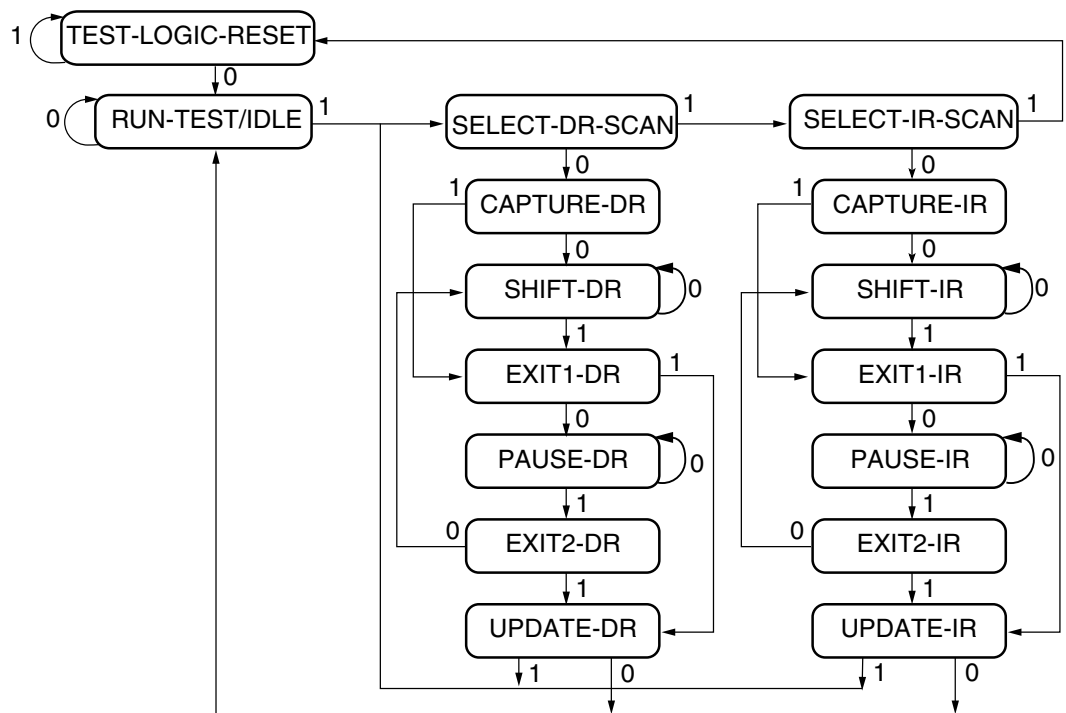 1
TEST-LOGIC-RESET
0
0
RUN-TEST/IDLE
1
SELECT-DR-SCAN
1
SELECT-IR-SCAN
1
0
0
1
CAPTURE-DR
1
CAPTURE-IR
0
0
SHIFT-DR
0
SHIFT-IR
0
1
1
EXIT1-DR
1
EXIT1-IR
1
0
0
PAUSE-DR
0
PAUSE-IR
0
1
1
0
EXIT2-DR
0
EXIT2-IR
1
1
UPDATE-DR
UPDATE-IR
1
0
1
0